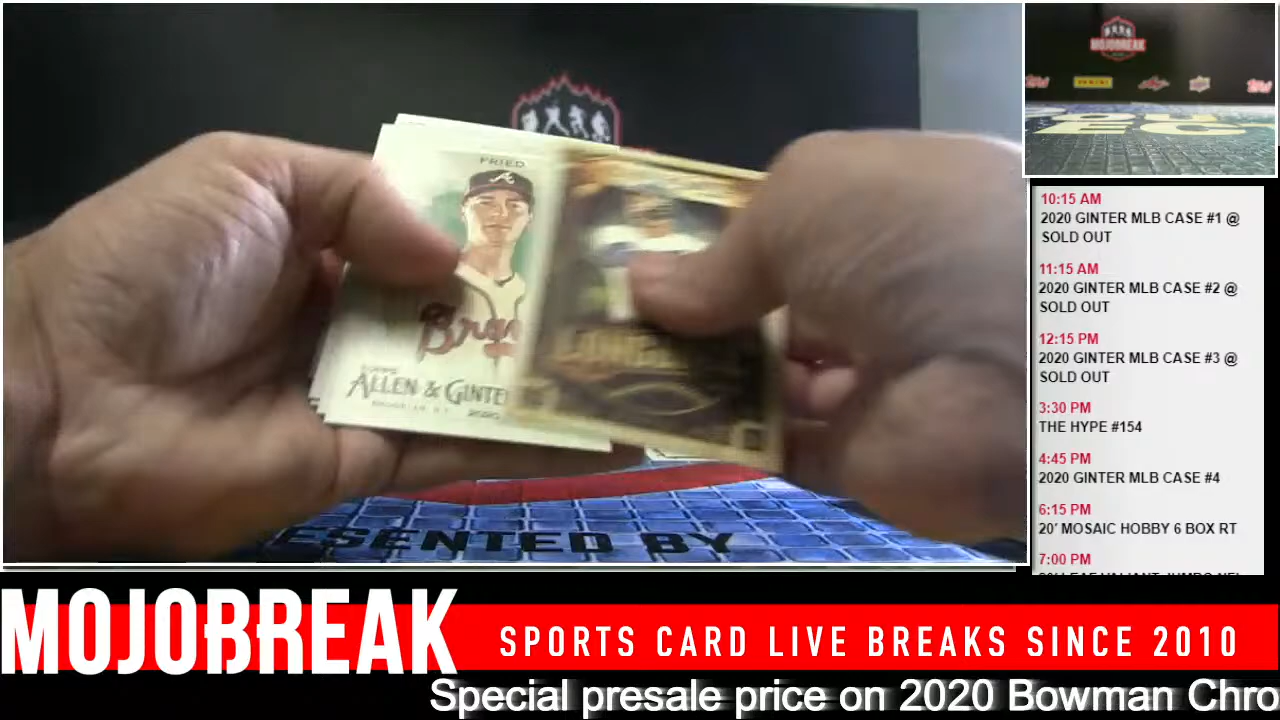 MOJOBREAK
FRIED
Bra
ALLEN & GINTE
2020
ESENTED BY
10:15 AM
2020 GINTER MLB CASE #1 @
SOLD OUT
11:15 AM
2020 GINTER MLB CASE #2 @
SOLD OUT
12:15 PM
2020 GINTER MLB CASE #3 @
SOLD OUT
3:30 PM
THE HYPE #154
4:45 PM
2020 GINTER MLB CASE #4
6:15 PM
20' MOSAIC HOBBY 6 BOX RT
7:00 PM
MOJOBREAK
SPORTS CARD LIVE BREAKS SINCE 2010
Special presale price on 2020 Bowman Chro